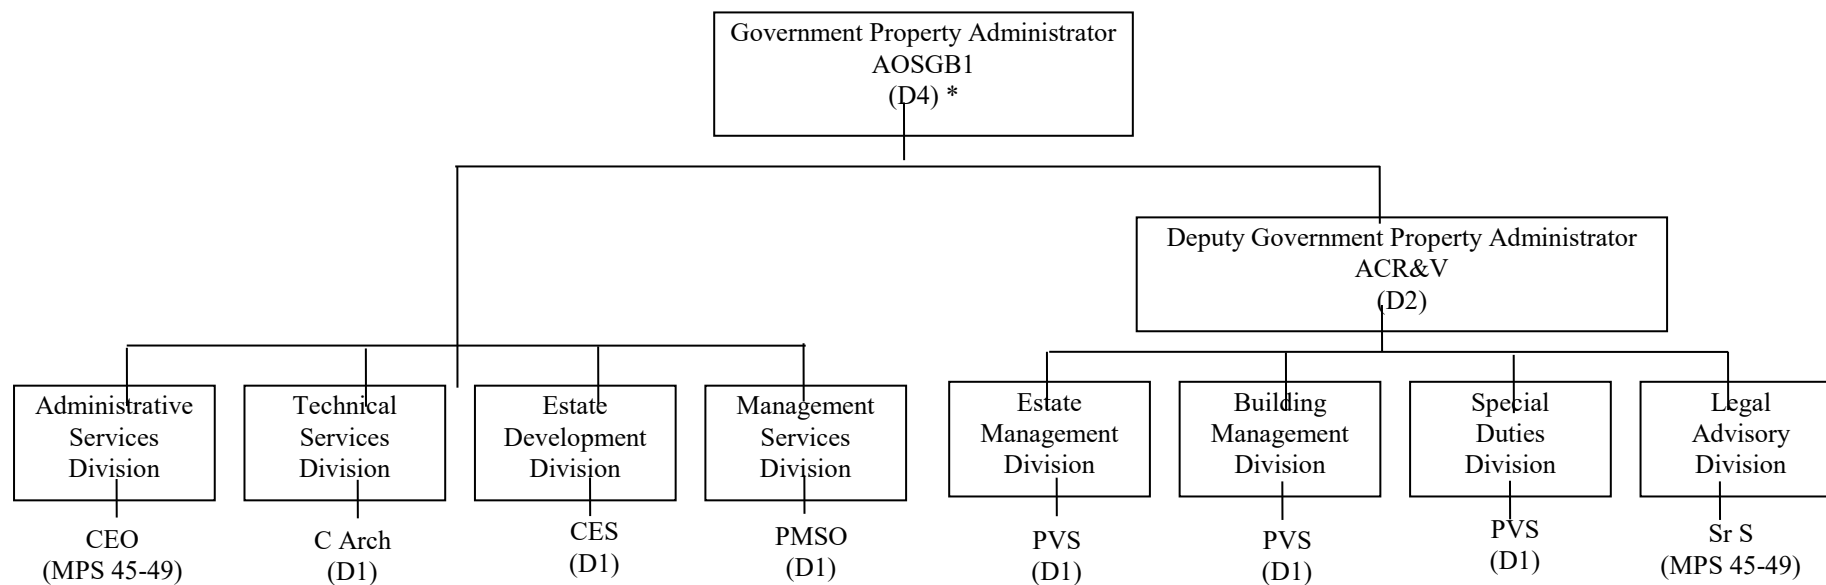 Government Property Administrator
AOSGB1
(D4) *
Deputy Government Property Administrator
ACR&V
(D2)
Administrative
Services
Division
CEO
(MPS 45-49)
Technical
Services
Division
C Arch
(D1)
Estate
Development
Division
CES
(D1)
Management
Services
Division
PMSO
(D1)
Estate
Management
Division
PVS
(D1)
Building
Management
Division
PVS
(D1)
Special
Duties
Division
PVS
(D1)
Legal
Advisory
Division
Sr S
(MPS 45-49)